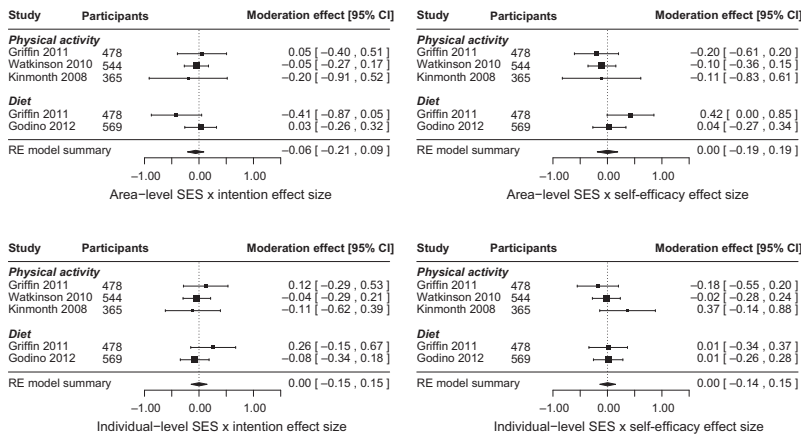 Study Participants Moderation effect [95% CI]
Physical activity
Griffin 2011 478 0.05 [ −0.40 , 0.51 ]
Watkinson 2010 544 −0.05 [ −0.27 , 0.17 ]
Kinmonth 2008 365 −0.20 [ −0.91 , 0.52 ]
Diet
Griffin 2011 478 −0.41 [ −0.87 , 0.05 ]
Godino 2012 569 0.03 [ −0.26 , 0.32 ]
RE model summary −0.06 [ −0.21 , 0.09 ]
−1.00 0.00 1.00
Area−level SES x intention effect size
Study Participants Moderation effect [95% CI]
Physical activity
Griffin 2011 478 −0.20 [ −0.61 , 0.20 ]
Watkinson 2010 544 −0.10 [ −0.36 , 0.15 ]
Kinmonth 2008 365 −0.11 [ −0.83 , 0.61 ]
Diet
Griffin 2011 478 0.42 [ 0.00 , 0.85 ]
Godino 2012 569 0.04 [ −0.27 , 0.34 ]
RE model summary 0.00 [ −0.19 , 0.19 ]
−1.00 0.00 1.00
Area−level SES x self−efficacy effect size
Study Participants Moderation effect [95% CI]
Physical activity
Griffin 2011 478 0.12 [ −0.29 , 0.53 ]
Watkinson 2010 544 −0.04 [ −0.29 , 0.21 ]
Kinmonth 2008 365 −0.11 [ −0.62 , 0.39 ]
Diet
Griffin 2011 478 0.26 [ −0.15 , 0.67 ]
Godino 2012 569 −0.08 [ −0.34 , 0.18 ]
RE model summary 0.00 [ −0.15 , 0.15 ]
−1.00 0.00 1.00
Individual−level SES x intention effect size
Study Participants Moderation effect [95% CI]
Physical activity
Griffin 2011 478 −0.18 [ −0.55 , 0.20 ]
Watkinson 2010 544 −0.02 [ −0.28 , 0.24 ]
Kinmonth 2008 365 0.37 [ −0.14 , 0.88 ]
Diet
Griffin 2011 478 0.01 [ −0.34 , 0.37 ]
Godino 2012 569 0.01 [ −0.26 , 0.28 ]
RE model summary 0.00 [ −0.14 , 0.15 ]
−1.00 0.00 1.00
Individual−level SES x self−efficacy effect size